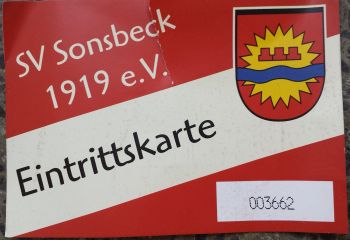 SV Sonsbeck
1919 e.V.
Eintrittskarte
003662